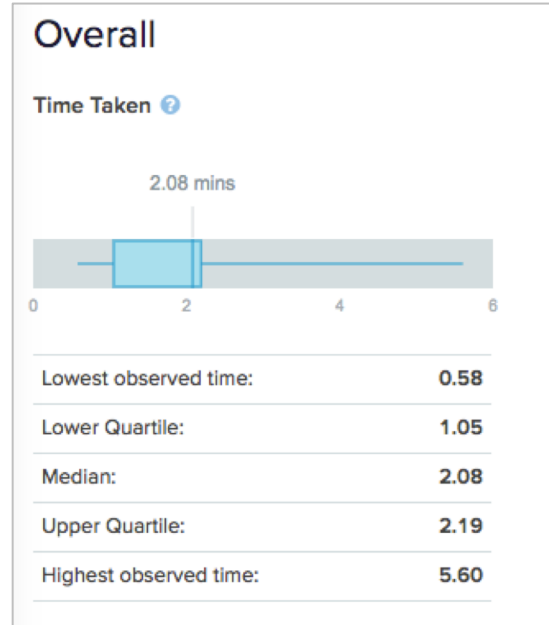 Overall
Time Taken ?
2.08 mins
0 2 4 6
Lowest observed time: 0.58
Lower Quartile: 1.05
Median: 2.08
Upper Quartile: 2.19
Highest observed time: 5.60